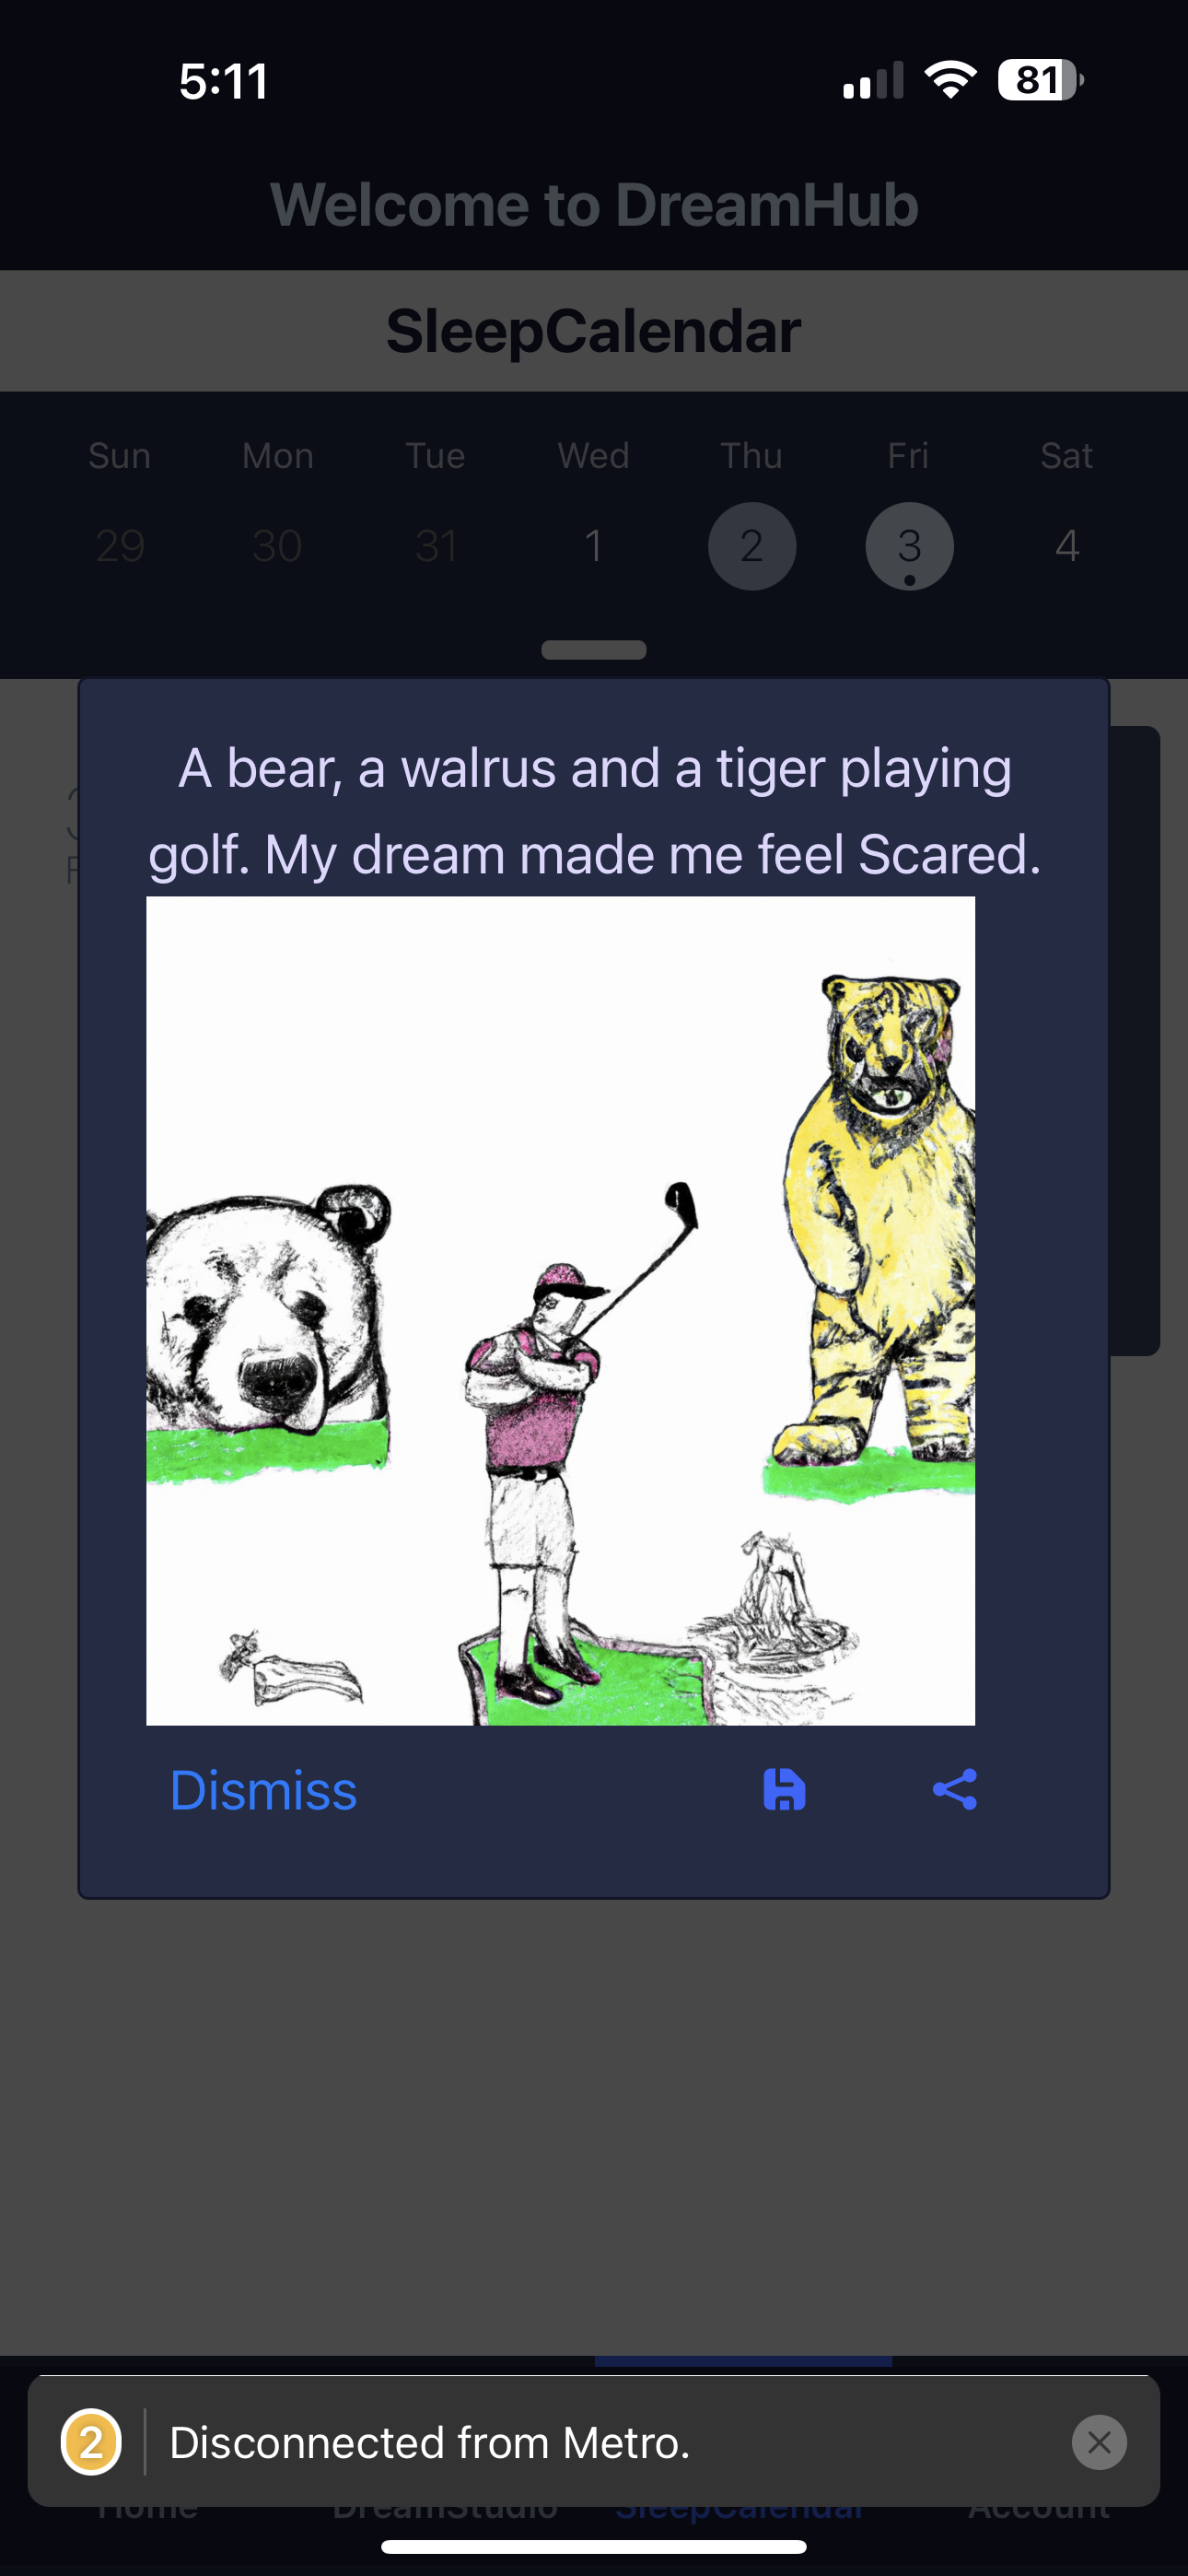 5:11
81
Welcome to DreamHub
SleepCalendar
Sun Mon Tue Wed Thu Fri Sat
29 30 31 1 2 3 4
A bear, a walrus and a tiger playing
golf. My dream made me feel Scared.
Dismiss
2 Disconnected from Metro.
Home DreamStudio SleepCalendar Account